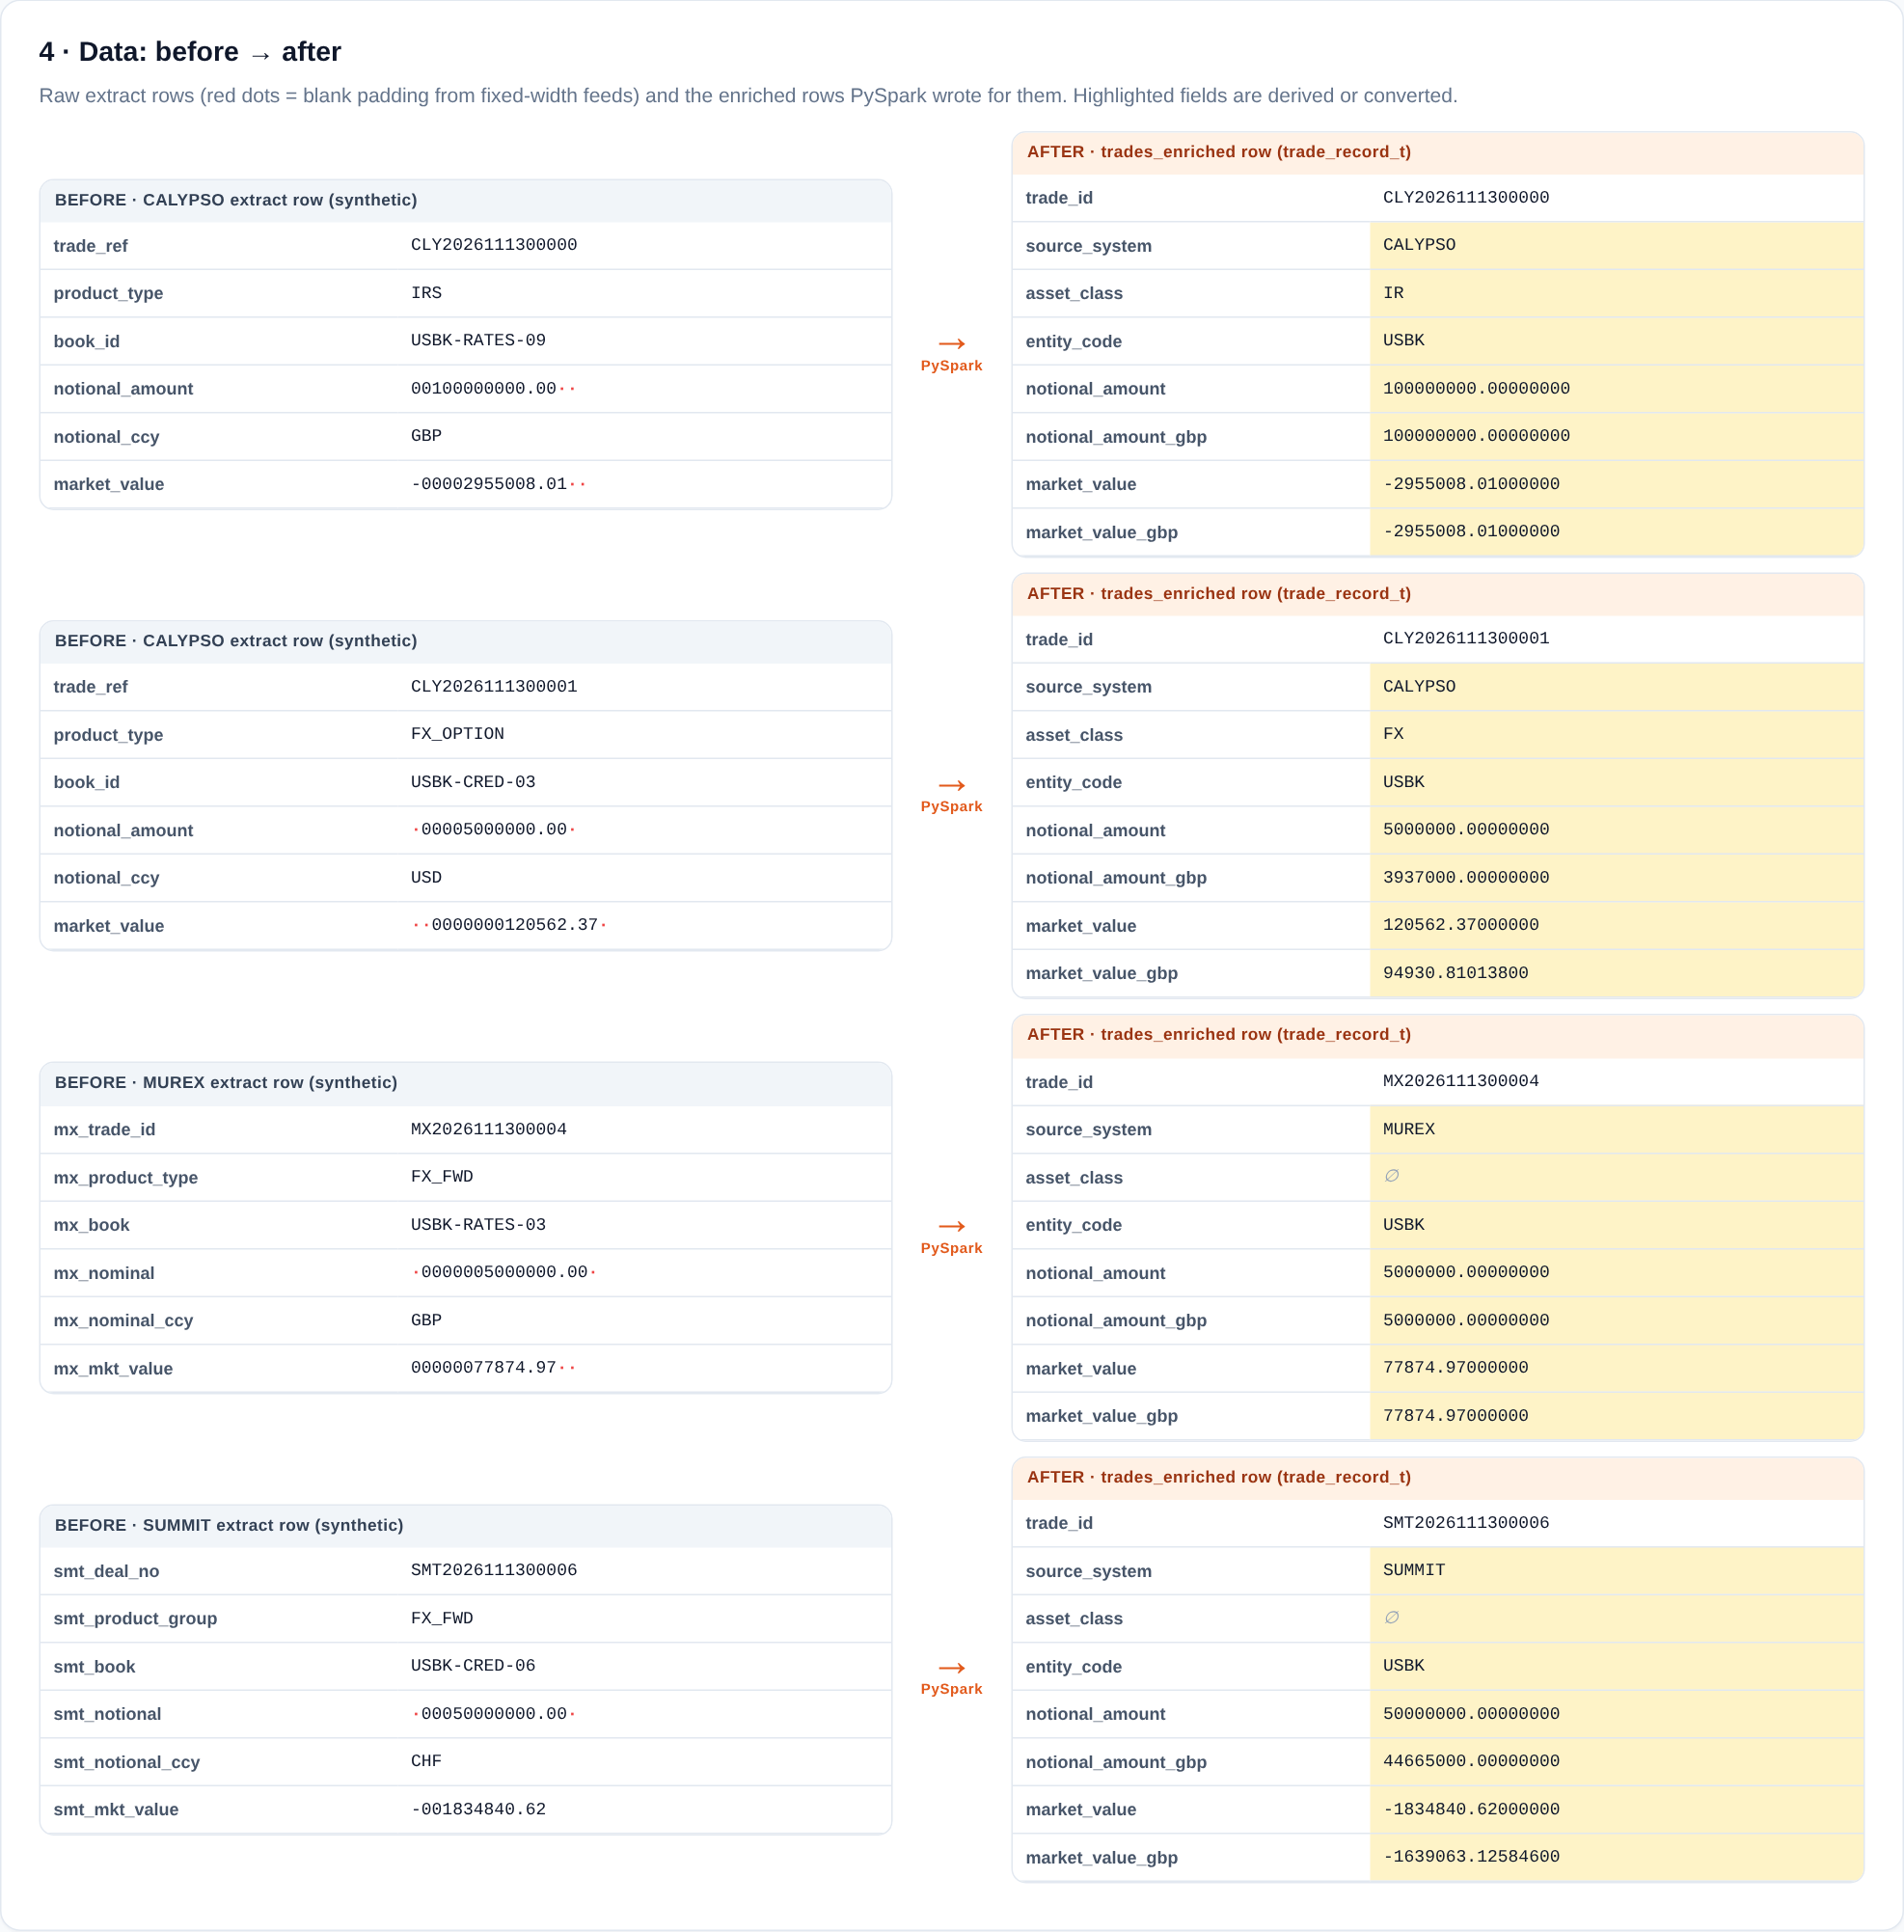 4 · Data: before → after
Raw extract rows (red dots = blank padding from fixed-width feeds) and the enriched rows PySpark wrote for them. Highlighted fields are derived or converted.
BEFORE · CALYPSO extract row (synthetic)
trade_ref CLY2026111300000
product_type IRS
book_id USBK-RATES-09
notional_amount 00100000000.00··
notional_ccy GBP
market_value -00002955008.01··
→
PySpark
AFTER · trades_enriched row (trade_record_t)
trade_id CLY2026111300000
source_system CALYPSO
asset_class IR
entity_code USBK
notional_amount 100000000.00000000
notional_amount_gbp 100000000.00000000
market_value -2955008.01000000
market_value_gbp -2955008.01000000
BEFORE · CALYPSO extract row (synthetic)
trade_ref CLY2026111300001
product_type FX_OPTION
book_id USBK-CRED-03
notional_amount ·00005000000.00·
notional_ccy USD
market_value ··0000000120562.37·
→
PySpark
AFTER · trades_enriched row (trade_record_t)
trade_id CLY2026111300001
source_system CALYPSO
asset_class FX
entity_code USBK
notional_amount 5000000.00000000
notional_amount_gbp 3937000.00000000
market_value 120562.37000000
market_value_gbp 94930.81013800
BEFORE · MUREX extract row (synthetic)
mx_trade_id MX2026111300004
mx_product_type FX_FWD
mx_book USBK-RATES-03
mx_nominal ·0000005000000.00·
mx_nominal_ccy GBP
mx_mkt_value 00000077874.97··
→
PySpark
AFTER · trades_enriched row (trade_record_t)
trade_id MX2026111300004
source_system MUREX
asset_class ∅
entity_code USBK
notional_amount 5000000.00000000
notional_amount_gbp 5000000.00000000
market_value 77874.97000000
market_value_gbp 77874.97000000
BEFORE · SUMMIT extract row (synthetic)
smt_deal_no SMT2026111300006
smt_product_group FX_FWD
smt_book USBK-CRED-06
smt_notional ·00050000000.00·
smt_notional_ccy CHF
smt_mkt_value -001834840.62
→
PySpark
AFTER · trades_enriched row (trade_record_t)
trade_id SMT2026111300006
source_system SUMMIT
asset_class ∅
entity_code USBK
notional_amount 50000000.00000000
notional_amount_gbp 44665000.00000000
market_value -1834840.62000000
market_value_gbp -1639063.12584600